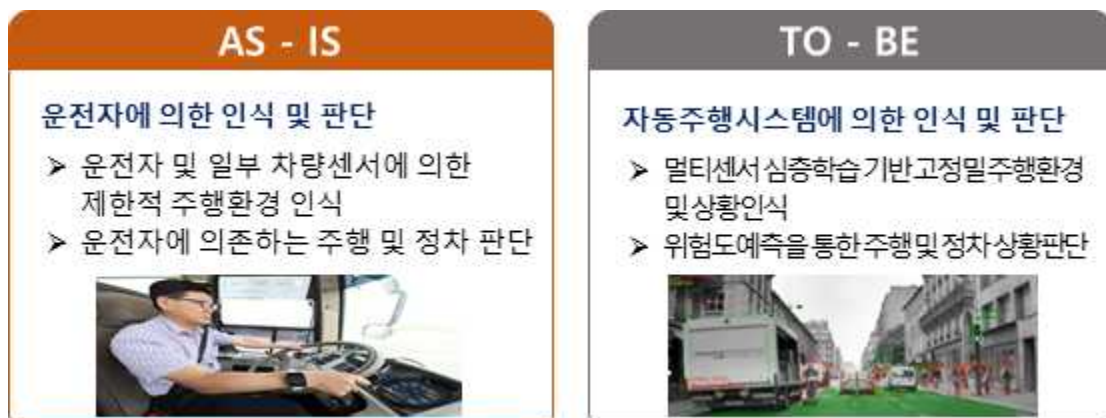 AS - IS
운전자에 의한 인식 및 판단
➤ 운전자 및 일부 차량센서에 의한
제한적 주행환경 인식
➤ 운전자에 의존하는 주행 및 정차 판단
TO - BE
자동주행시스템에 의한 인식 및 판단
➤ 멀티센서 심층학습 기반 고정밀 주행환경
및 상황인식
➤ 위험도예측을 통한 주행 및 정차 상황판단